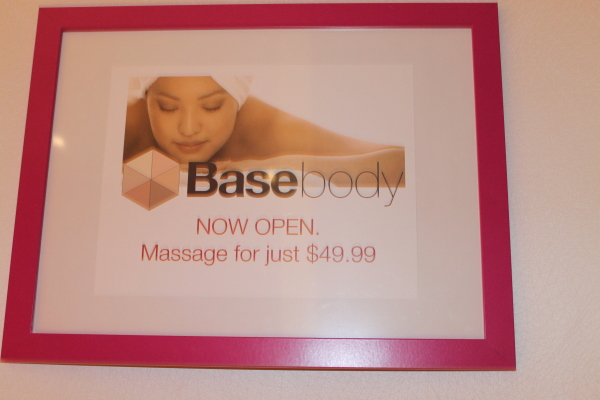 Basebody
NOW OPEN.
Massage for just $49.99